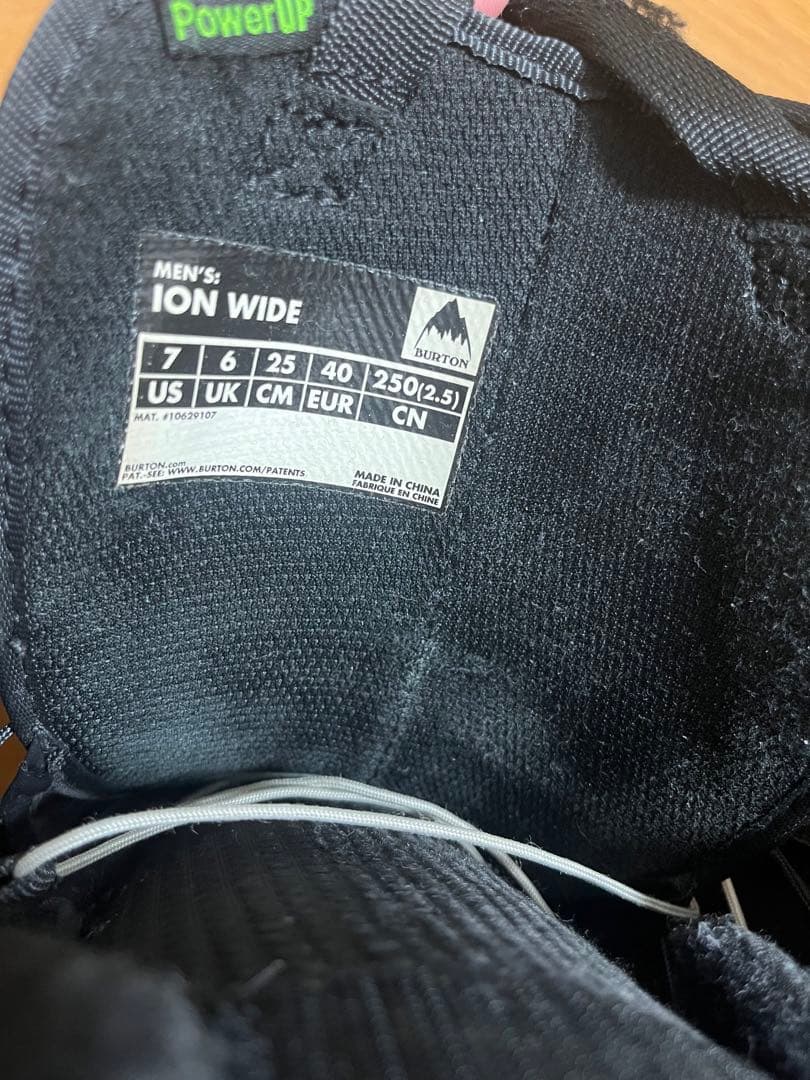 PowerUP
MEN'S:
ION WIDE
BURTON
7 6 25 40 250(2.5)
US UK CM EUR CN
MAT. #10629107
BURTON.com
PAT.-SEE: WWW.BURTON.COM/PATENTS
MADE IN CHINA
FABRIQUE EN CHINE